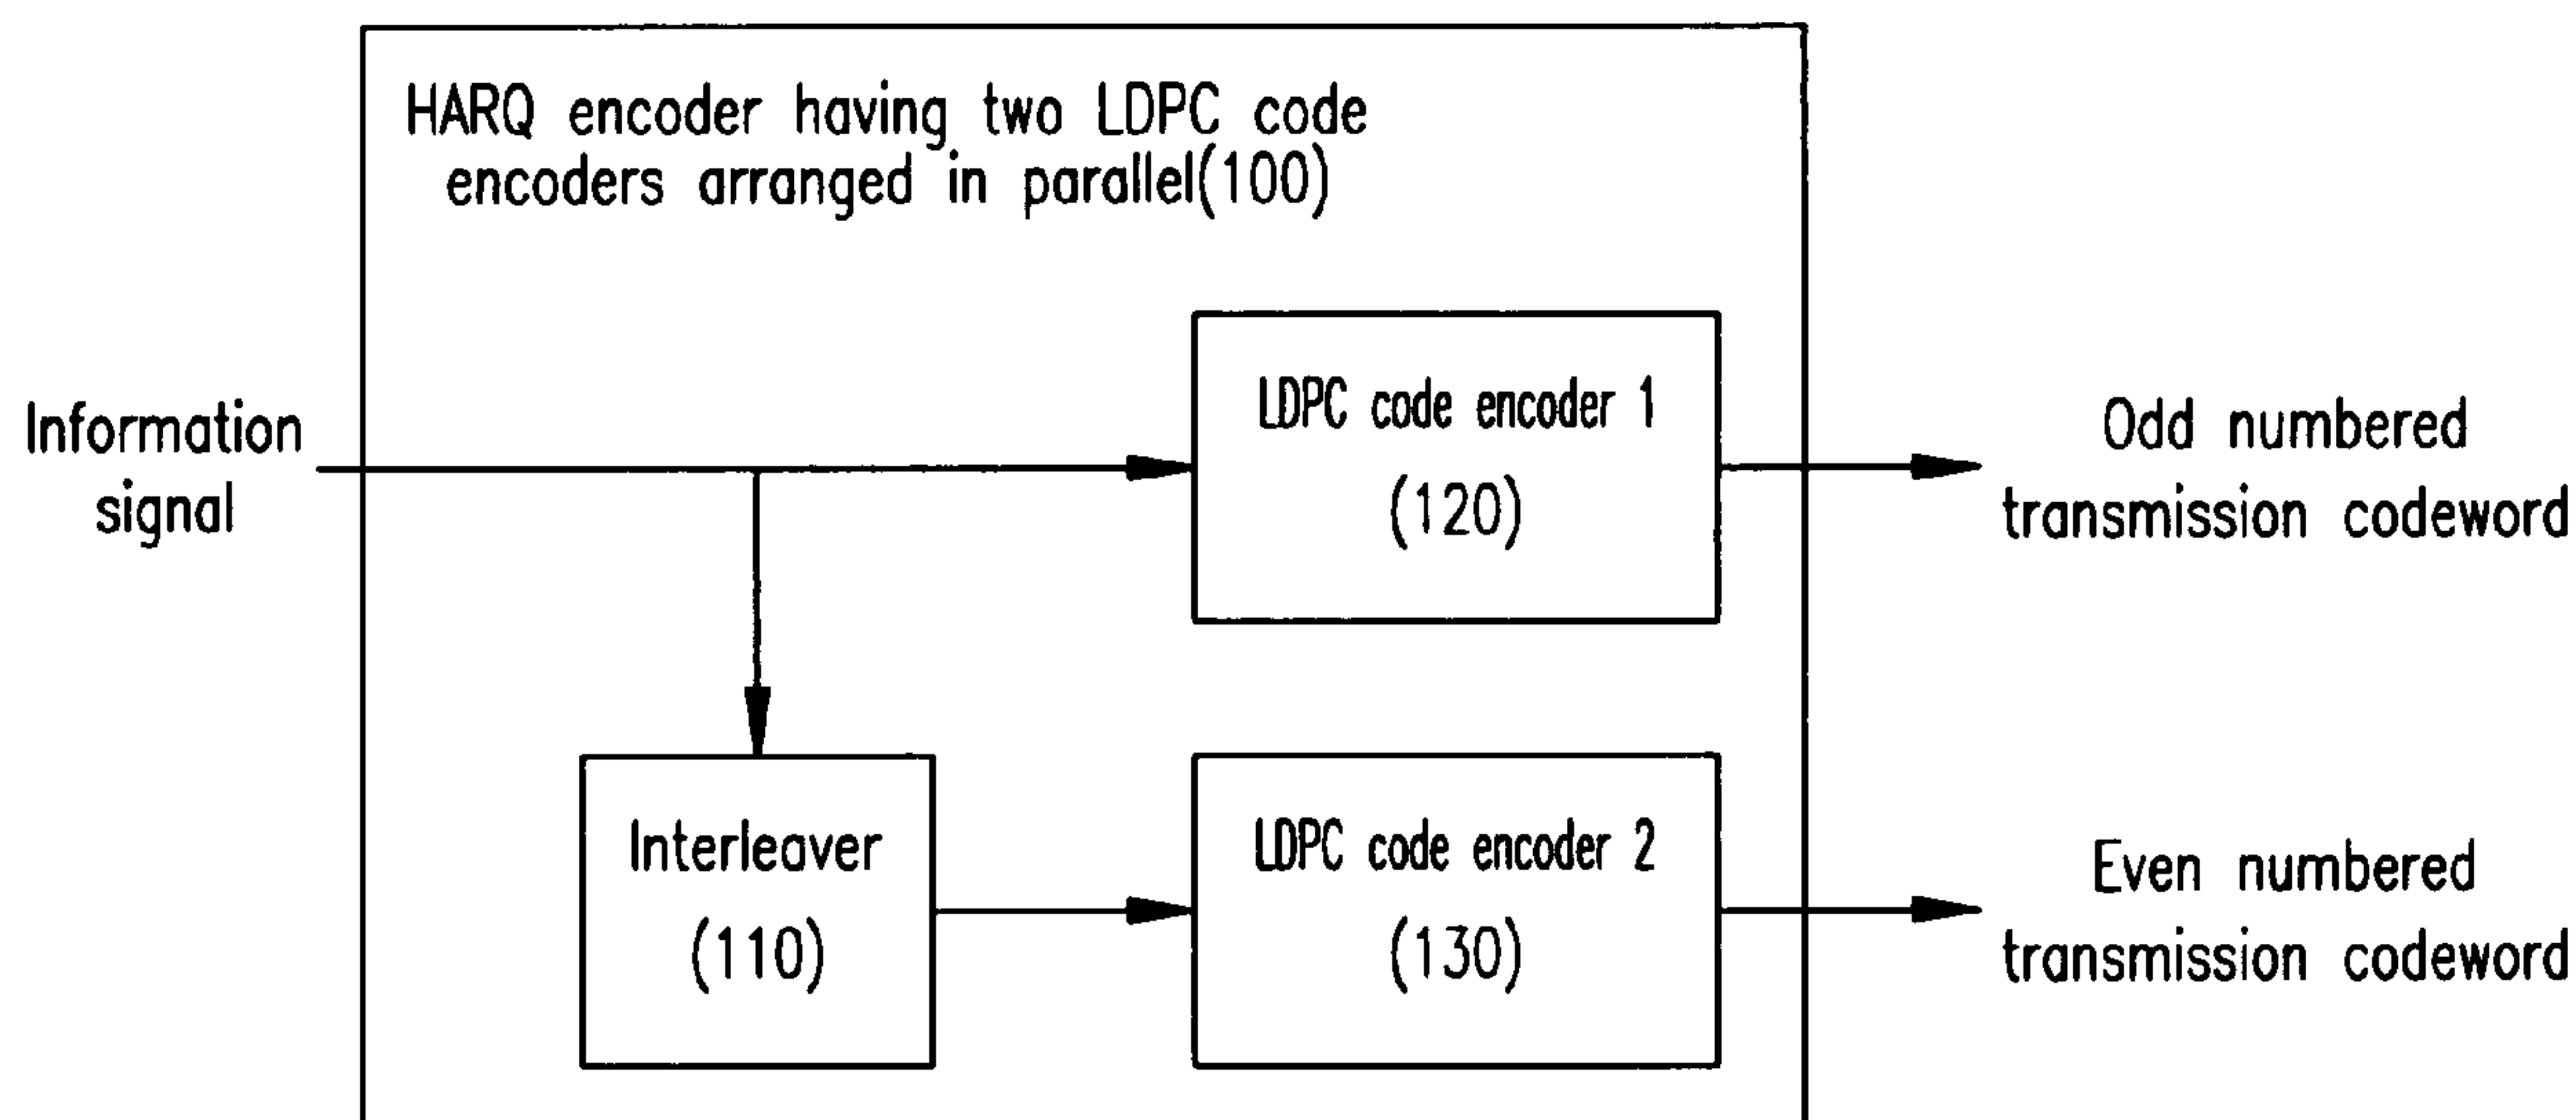 HARQ encoder having two LDPC code
encoders arranged in parallel(100)
Information
signal
LDPC code encoder 1
(120)
Odd numbered
transmission codeword
Interleaver
(110)
LDPC code encoder 2
(130)
Even numbered
transmission codeword